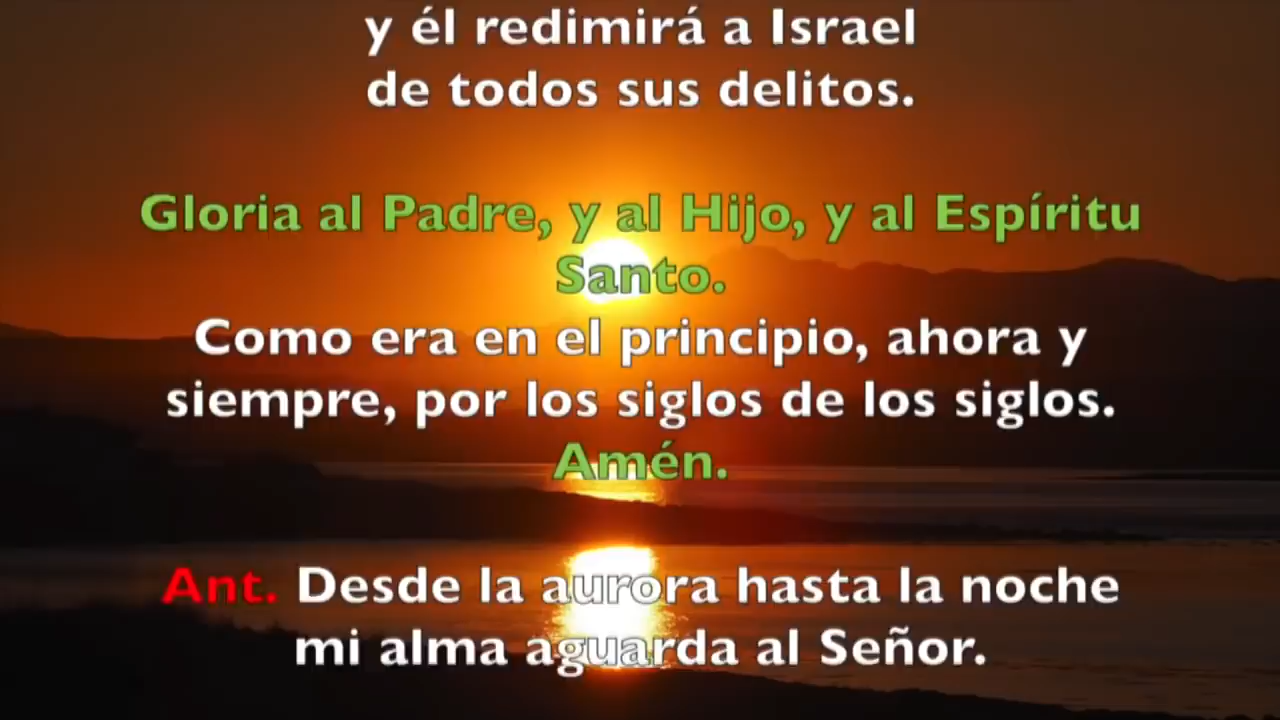 y él redimirá a Israel
de todos sus delitos.
Gloria al Padre, y al Hijo, y al Espíritu
Santo.
Como era en el principio, ahora y
siempre, por los siglos de los siglos.
Amén.
Ant. Desde la aurora hasta la noche
mi alma aguarda al Señor.